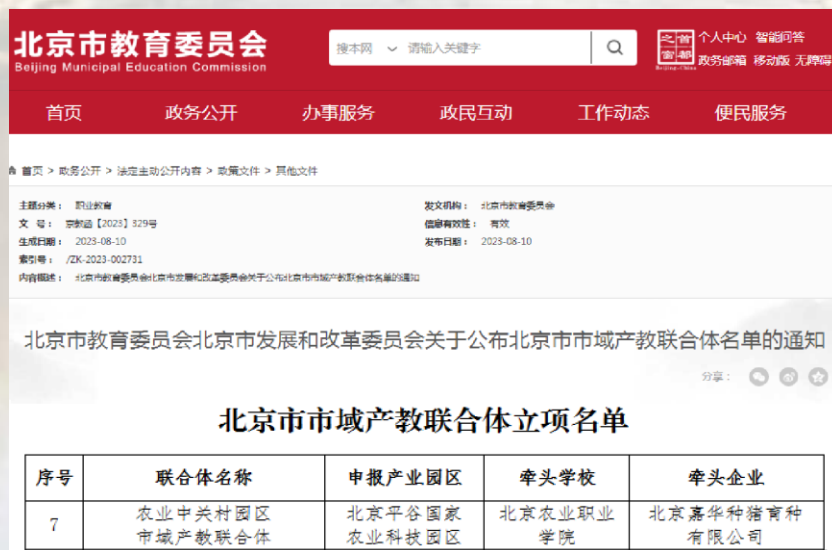 北京市教育委员会
Beijing Municipal Education Commission
搜本网 请输入关键字
首都之窗
Beijing-China
个人中心 智能问答
政务邮箱 移动版 无障碍
首页 政务公开 办事服务 政民互动 工作动态 便民服务
首页 > 政务公开 > 法定主动公开内容 > 政策文件 > 其他文件
主题分类： 职业教育 发文机构： 北京市教育委员会
文 号： 京教函【2023】329号 信息有效性： 有效
生成日期： 2023-08-10 发布日期： 2023-08-10
索引号： /ZK-2023-002731
内容概述： 北京市教育委员会北京市发展和改革委员会关于公布北京市市域产教联合体名单的通知
北京市教育委员会北京市发展和改革委员会关于公布北京市市域产教联合体名单的通知
分享：
北京市市域产教联合体立项名单
序号 联合体名称 申报产业园区 牵头学校 牵头企业
7 农业中关村园区 北京平谷国家 北京农业职业 北京嘉华种猪育种
市域产教联合体 农业科技园区 学院 有限公司